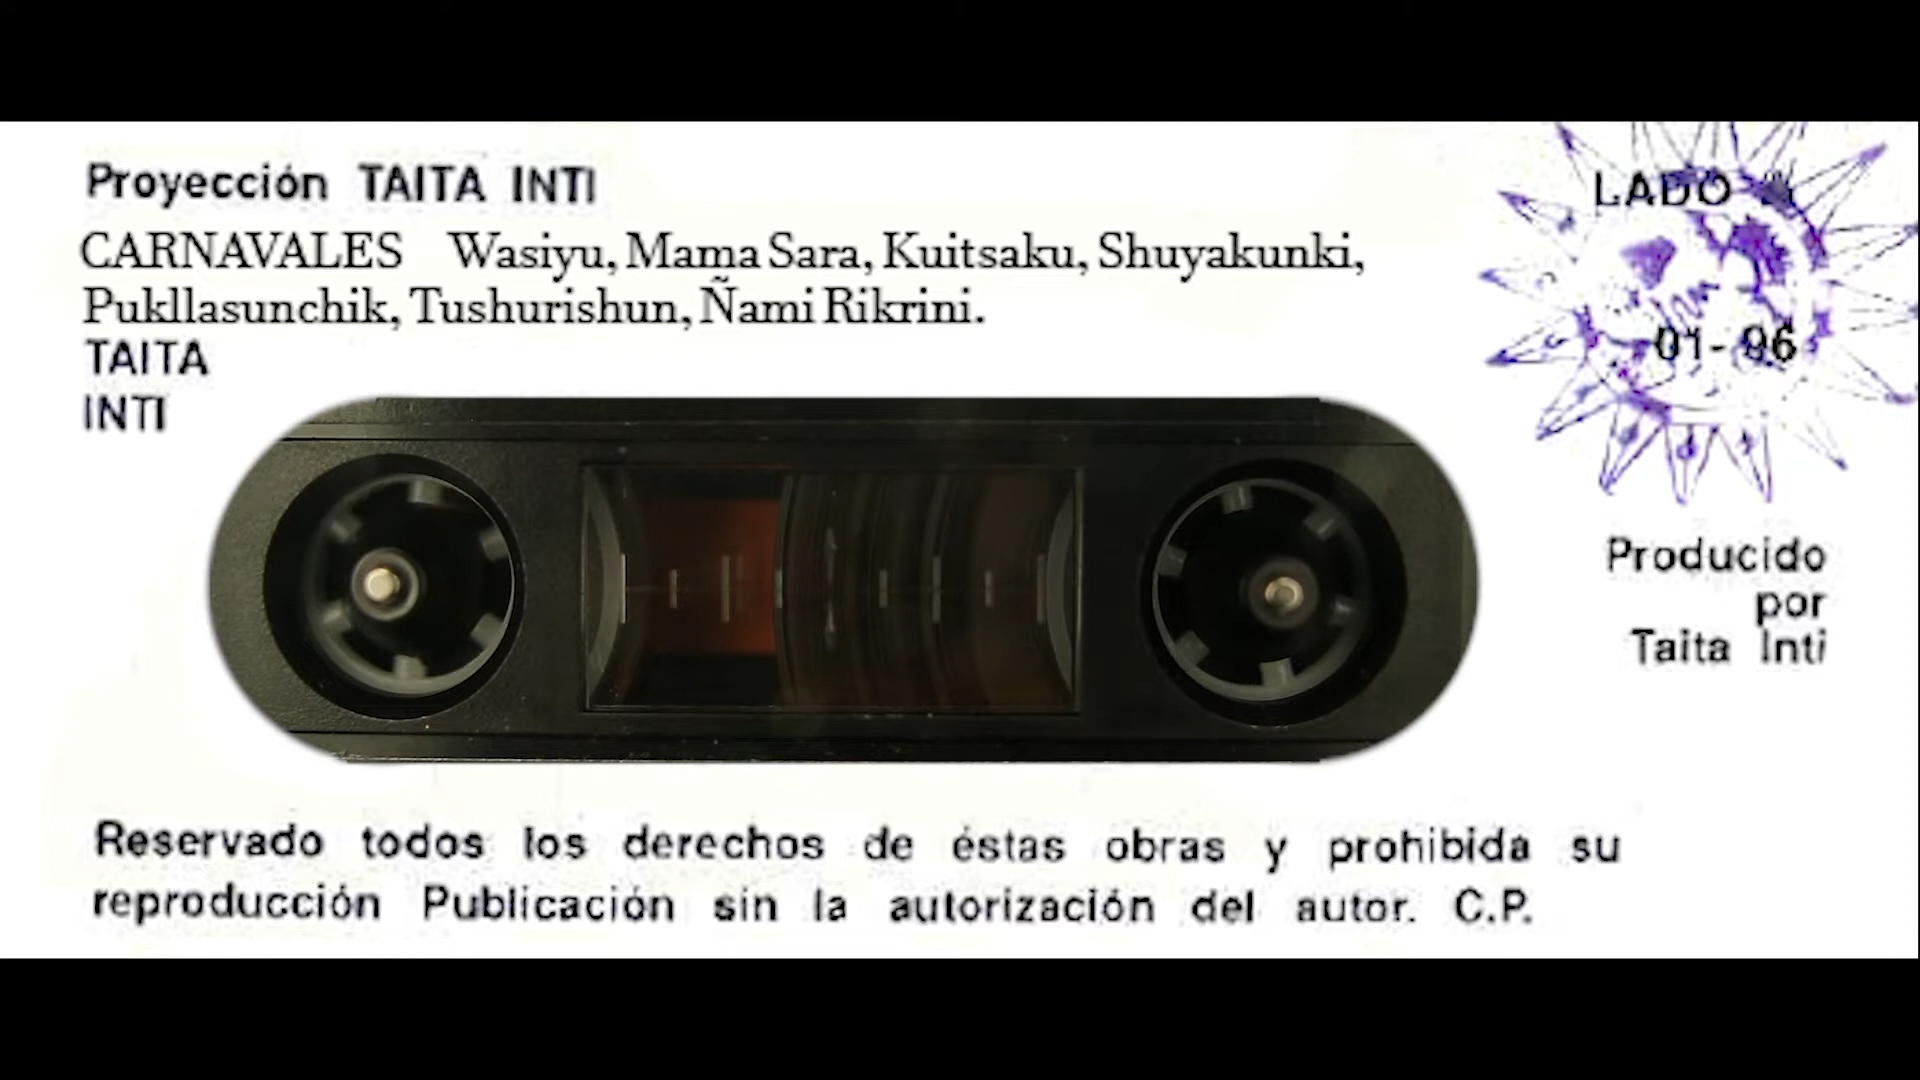 Proyección TAITA INTI
CARNAVALES Wasiyu, Mama Sara, Kuitsaku, Shuyakunki,
Pukllasunchik, Tushurishun, Ñami Rikrini.
TAITA
INTI
LADO
01-96
Producido
por
Taita Inti
Reservado todos los derechos de éstas obras y prohibida su
reproducción Publicación sin la autorización del autor. C.P.